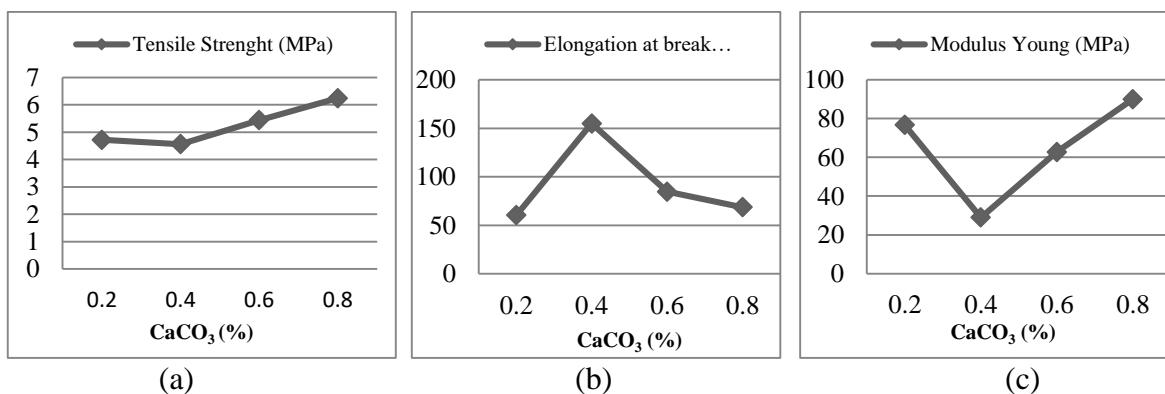 Tensile Strenght (MPa)
7
6
5
4
3
2
1
0
0.2 0.4 0.6 0.8
CaCO₃ (%)
(a)
Elongation at break…
200
150
100
50
0
0.2 0.4 0.6 0.8
CaCO₃ (%)
(b)
Modulus Young (MPa)
100
80
60
40
20
0
0.2 0.4 0.6 0.8
CaCO₃ (%)
(c)